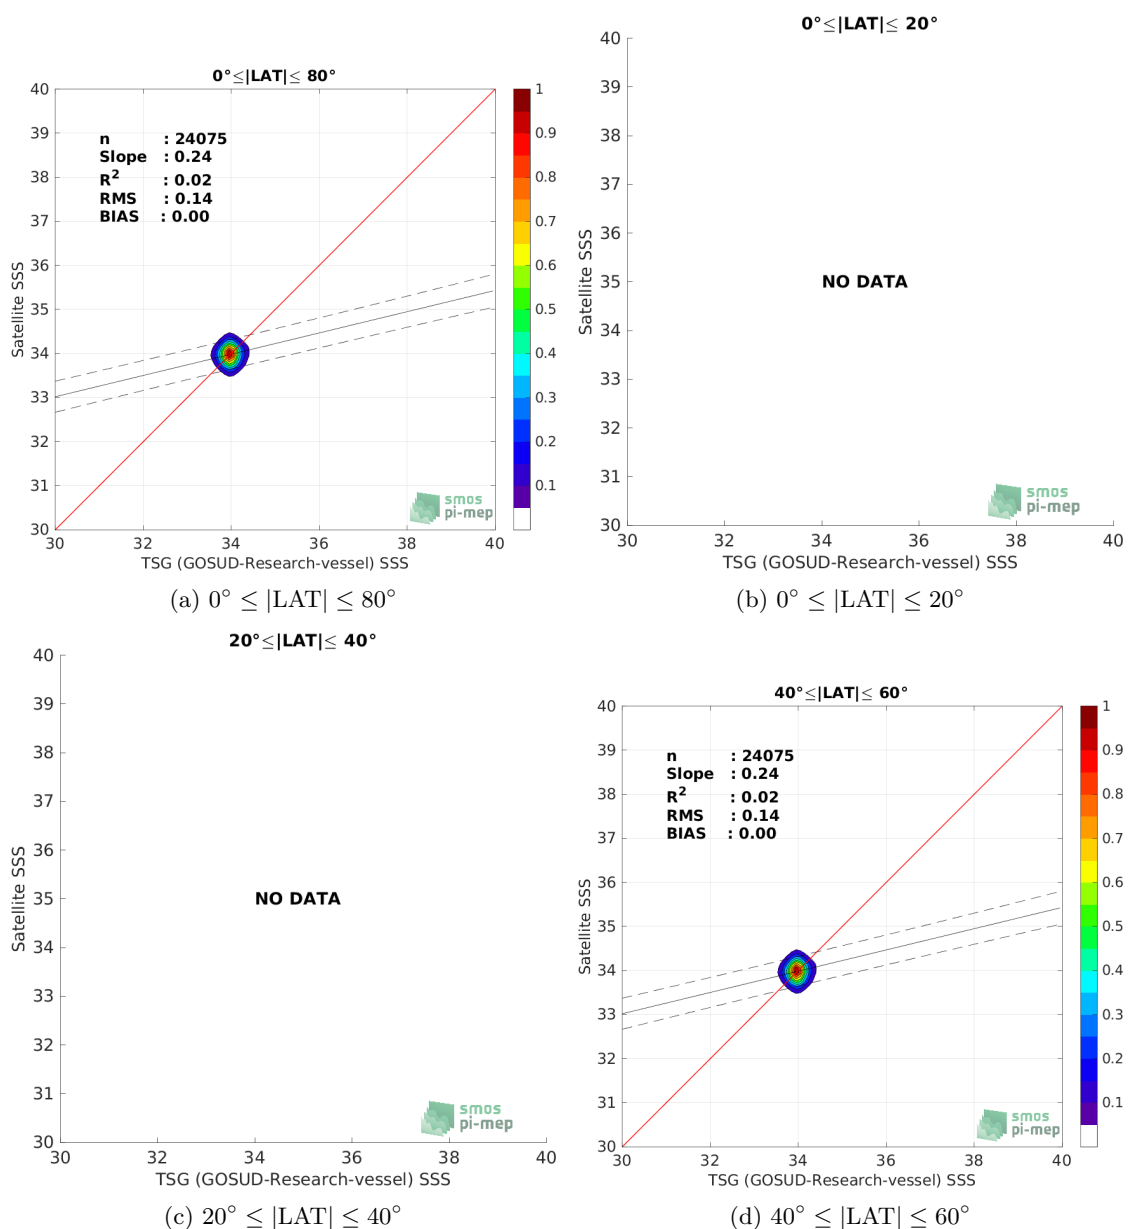 0°≤|LAT|≤ 80°
40
39
38
37
36
35
34
33
32
31
30
Satellite SSS
n : 24075
Slope : 0.24
R² : 0.02
RMS : 0.14
BIAS : 0.00
smos
pi-mep
30 32 34 36 38 40
TSG (GOSUD-Research-vessel) SSS
1
0.9
0.8
0.7
0.6
0.5
0.4
0.3
0.2
0.1
(a) 0° ≤ |LAT| ≤ 80°
0°≤|LAT|≤ 20°
40
39
38
37
36
35
34
33
32
31
30
Satellite SSS
NO DATA
smos
pi-mep
30 32 34 36 38 40
TSG (GOSUD-Research-vessel) SSS
(b) 0° ≤ |LAT| ≤ 20°
20°≤|LAT|≤ 40°
40
39
38
37
36
35
34
33
32
31
30
Satellite SSS
NO DATA
smos
pi-mep
30 32 34 36 38 40
TSG (GOSUD-Research-vessel) SSS
(c) 20° ≤ |LAT| ≤ 40°
40°≤|LAT|≤ 60°
40
39
38
37
36
35
34
33
32
31
30
Satellite SSS
n : 24075
Slope : 0.24
R² : 0.02
RMS : 0.14
BIAS : 0.00
smos
pi-mep
30 32 34 36 38 40
TSG (GOSUD-Research-vessel) SSS
1
0.9
0.8
0.7
0.6
0.5
0.4
0.3
0.2
0.1
(d) 40° ≤ |LAT| ≤ 60°